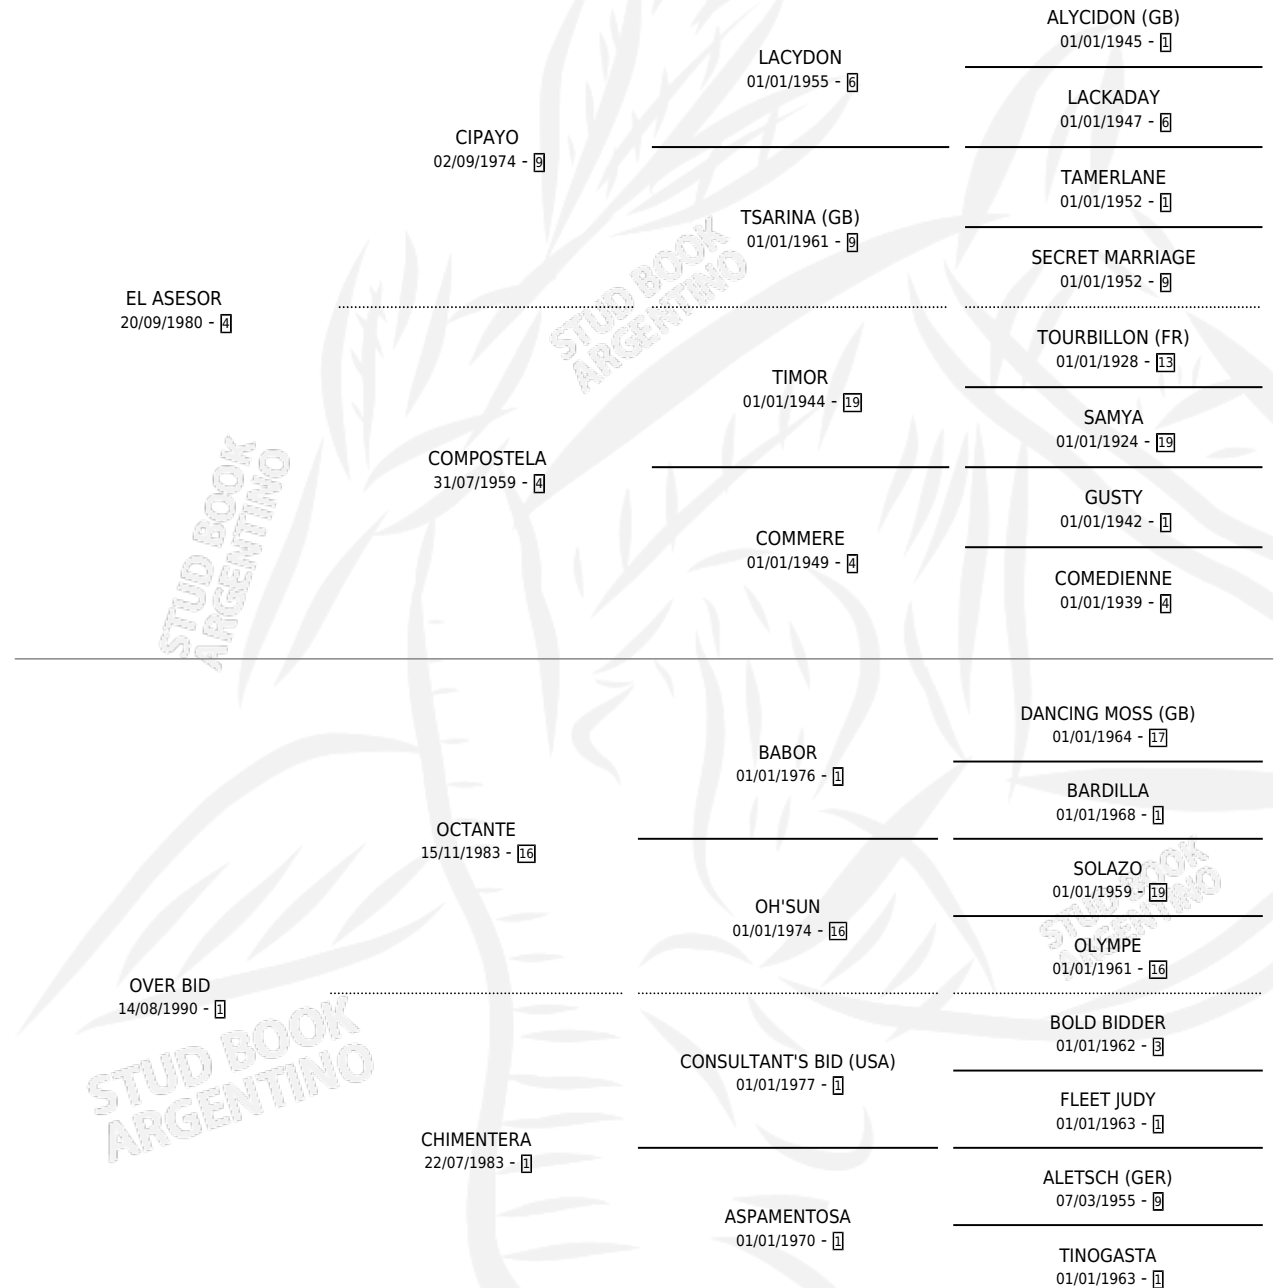 ALYCIDON (GB)
01/01/1945 - 1
LACYDON
01/01/1955 - 6
LACKADAY
01/01/1947 - 6
CIPAYO
02/09/1974 - 9
TAMERLANE
01/01/1952 - 1
TSARINA (GB)
01/01/1961 - 9
SECRET MARRIAGE
01/01/1952 - 9
EL ASESOR
20/09/1980 - 4
STUD BOOK
ARGENTINO
TOURBILLON (FR)
01/01/1928 - 13
TIMOR
01/01/1944 - 19
SAMYA
01/01/1924 - 19
COMPOSTELA
31/07/1959 - 4
GUSTY
01/01/1942 - 1
COMMERE
01/01/1949 - 4
COMEDIENNE
01/01/1939 - 4
STUD BOOK
ARGENTINO
DANCING MOSS (GB)
01/01/1964 - 17
BABOR
01/01/1976 - 1
BARDILLA
01/01/1968 - 1
OCTANTE
15/11/1983 - 16
SOLAZO
01/01/1959 - 19
OH'SUN
01/01/1974 - 16
STUD BOOK
ARGENTINO
OLYMPE
01/01/1961 - 16
OVER BID
14/08/1990 - 1
BOLD BIDDER
01/01/1962 - 3
STUD BOOK
ARGENTINO
CONSULTANT'S BID (USA)
01/01/1977 - 1
FLEET JUDY
01/01/1963 - 1
CHIMENTERA
22/07/1983 - 1
ALETSCH (GER)
07/03/1955 - 9
ASPAMENTOSA
01/01/1970 - 1
TINOGASTA
01/01/1963 - 1